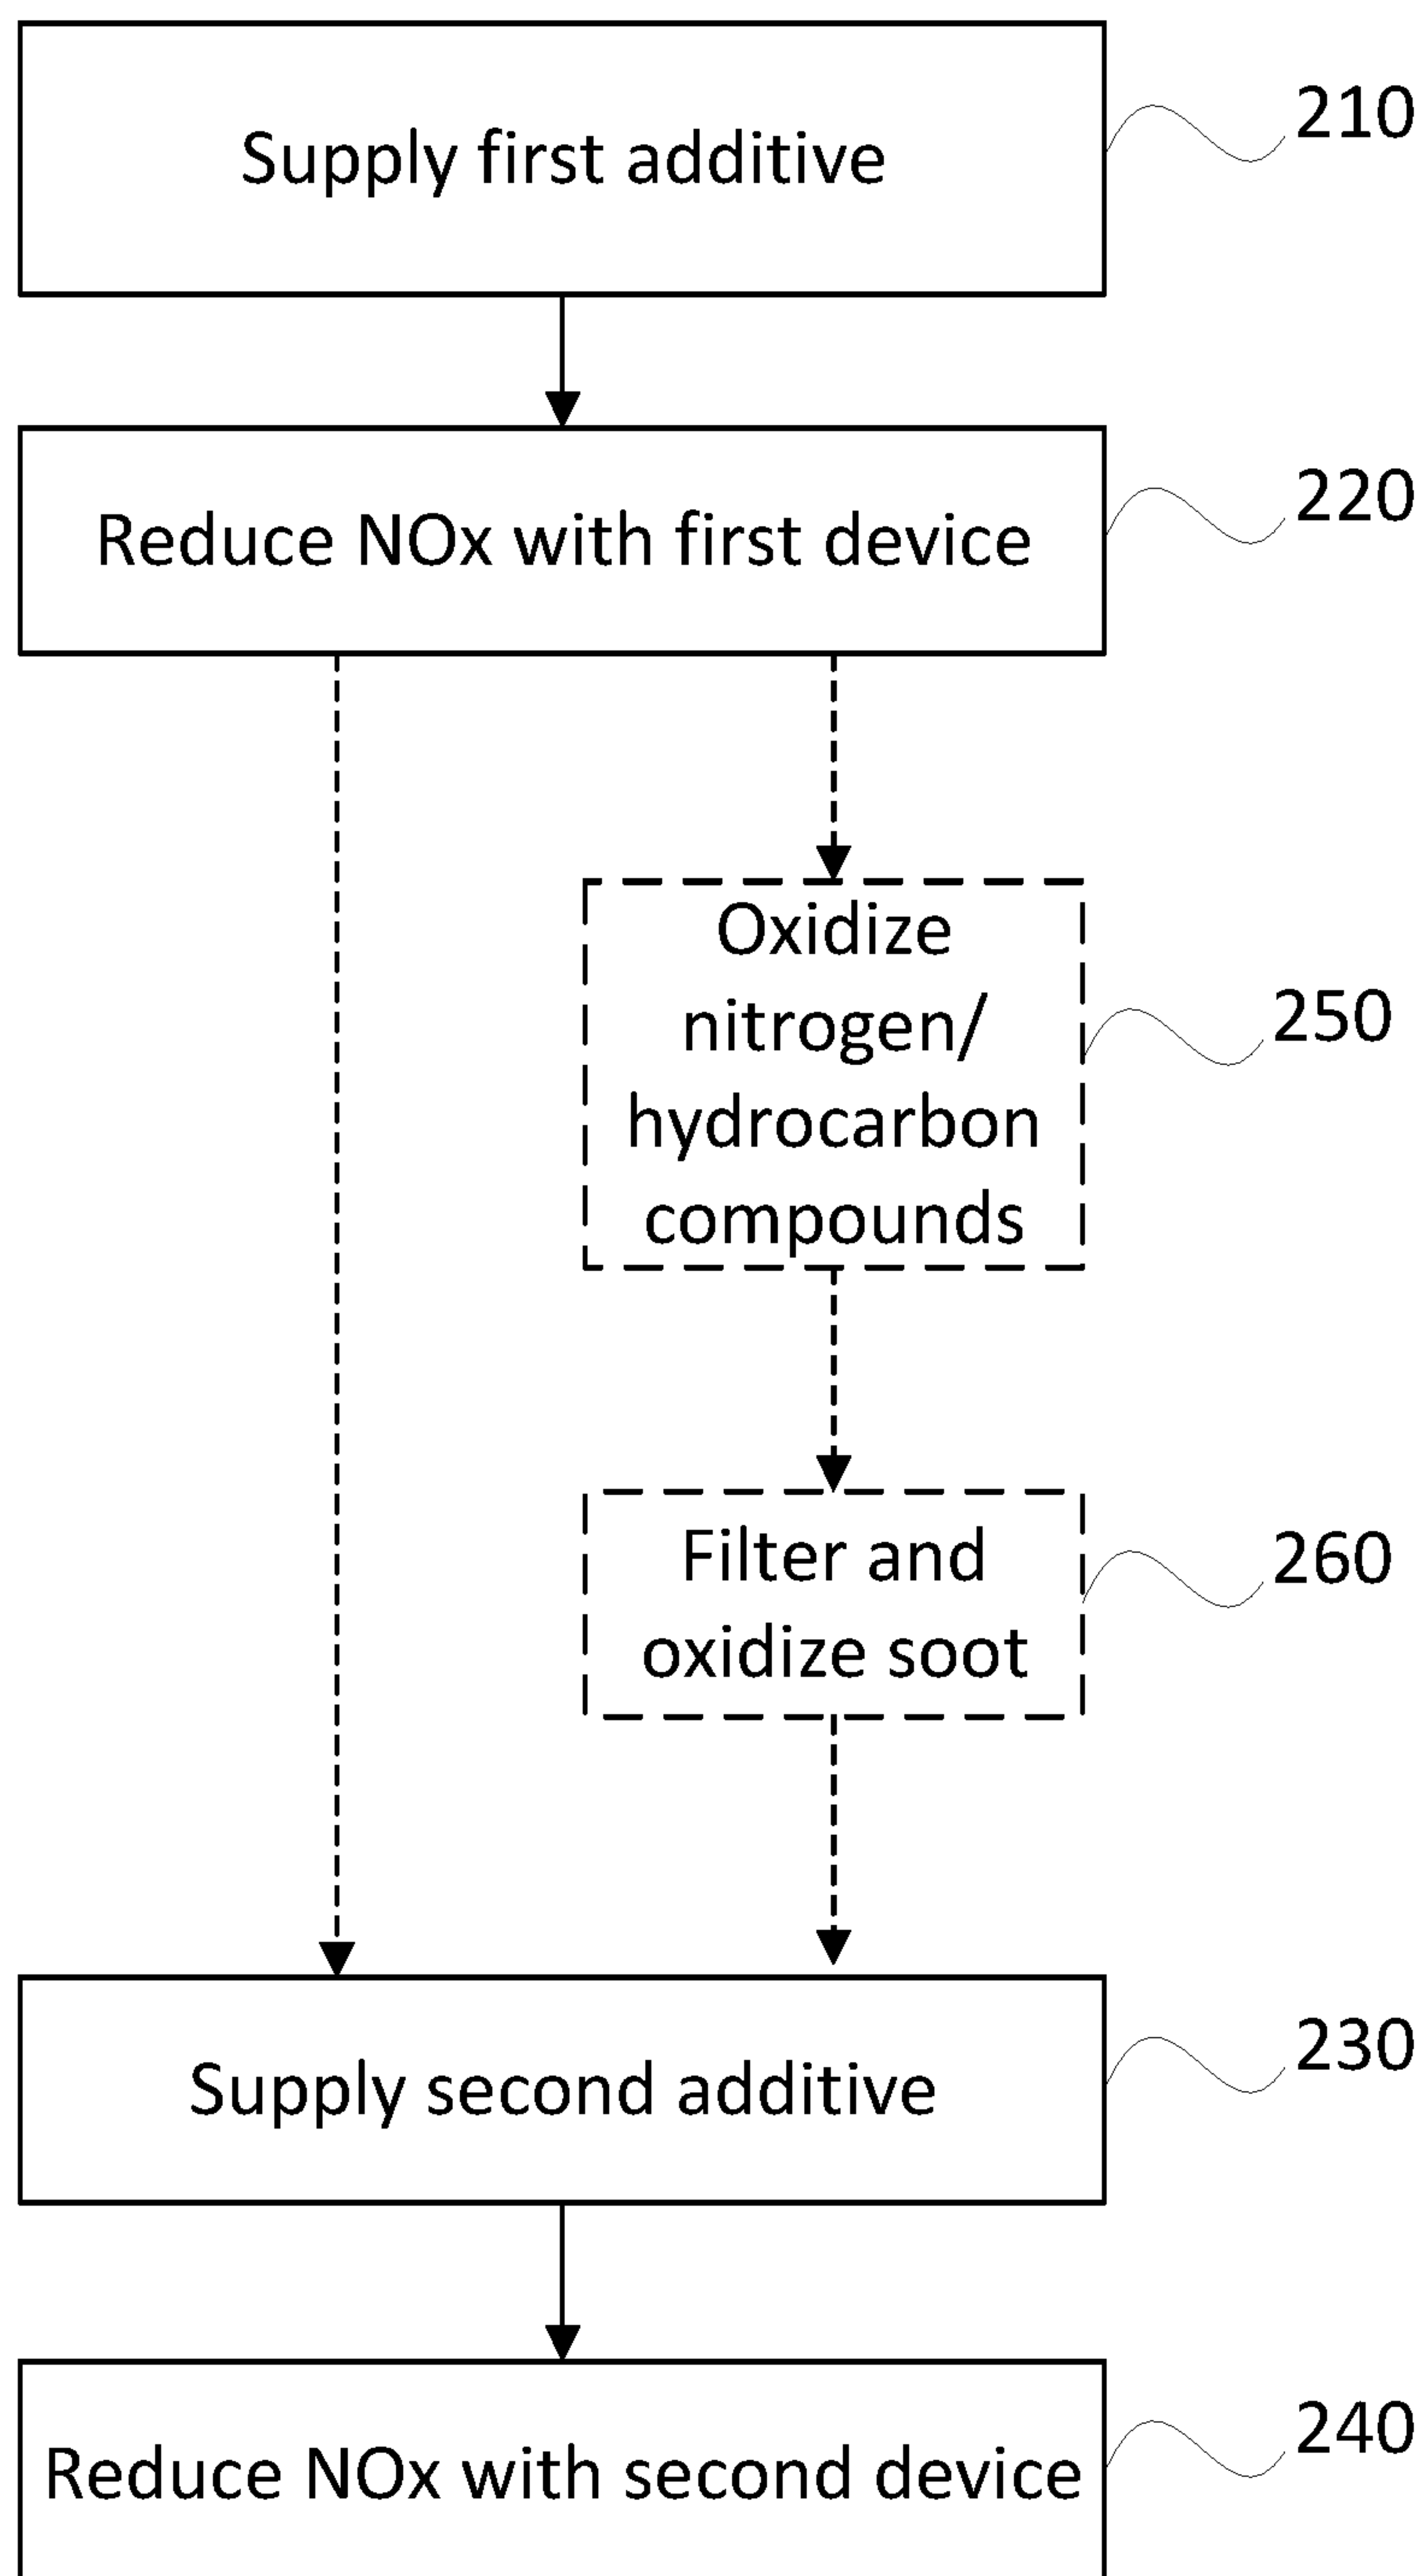 Supply first additive
210
Reduce NOx with first device
220
Oxidize
nitrogen/
hydrocarbon
compounds
250
Filter and
oxidize soot
260
Supply second additive
230
Reduce NOx with second device
240